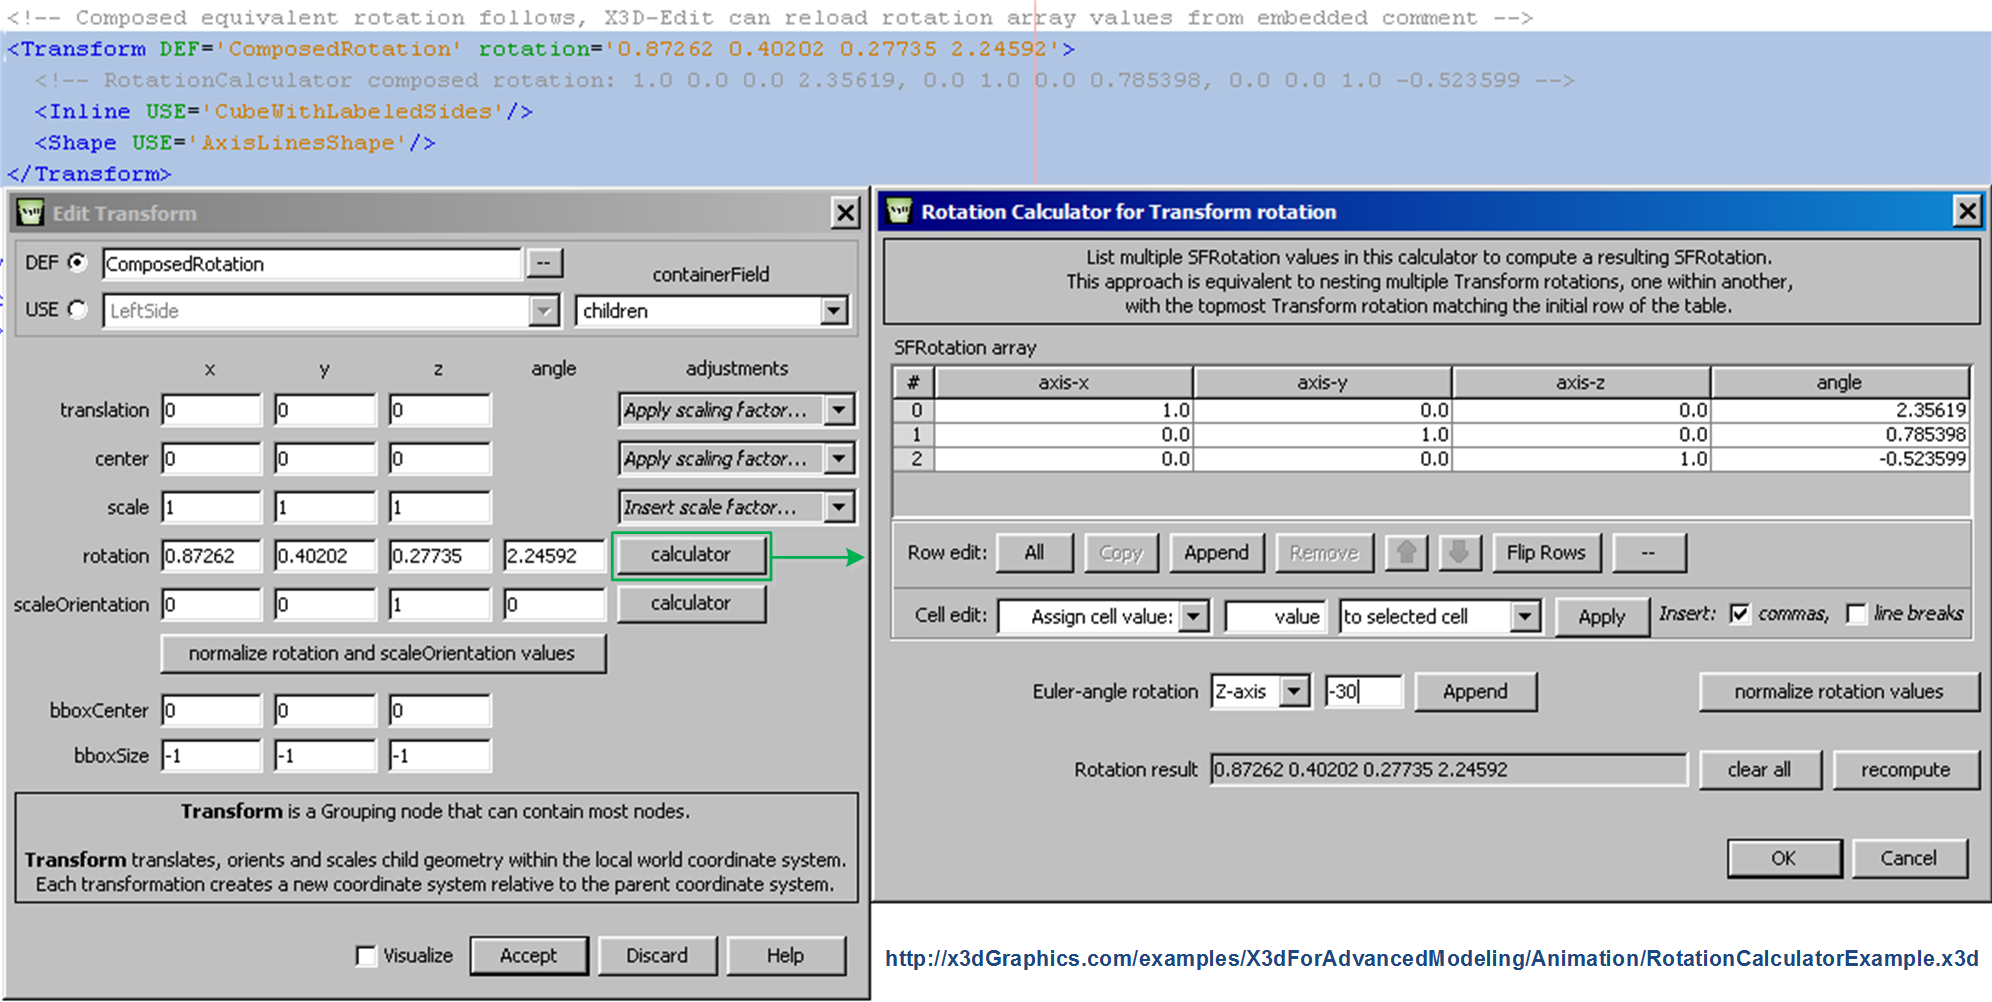 <!-- Composed equivalent rotation follows, X3D-Edit can reload rotation array values from embedded comment -->
<Transform DEF='ComposedRotation' rotation='0.87262 0.40202 0.27735 2.24592'>
<!-- RotationCalculator composed rotation: 1.0 0.0 0.0 2.35619, 0.0 1.0 0.0 0.785398, 0.0 0.0 1.0 -0.523599 -->
<Inline USE='CubeWithLabeledSides'/>
<Shape USE='AxisLinesShape'/>
</Transform>
Edit Transform
DEF ComposedRotation --
containerField
USE LeftSide children
x y z angle adjustments
translation 0 0 0 Apply scaling factor...
center 0 0 0 Apply scaling factor...
scale 1 1 1 Insert scale factor...
rotation 0.87262 0.40202 0.27735 2.24592 calculator
scaleOrientation 0 0 1 0 calculator
normalize rotation and scaleOrientation values
bboxCenter 0 0 0
bboxSize -1 -1 -1
Transform is a Grouping node that can contain most nodes.
Transform translates, orients and scales child geometry within the local world coordinate system.
Each transformation creates a new coordinate system relative to the parent coordinate system.
Visualize Accept Discard Help
Rotation Calculator for Transform rotation
List multiple SFRotation values in this calculator to compute a resulting SFRotation.
This approach is equivalent to nesting multiple Transform rotations, one within another,
with the topmost Transform rotation matching the initial row of the table.
SFRotation array
# axis-x axis-y axis-z angle
0 1.0 0.0 0.0 2.35619
1 0.0 1.0 0.0 0.785398
2 0.0 0.0 1.0 -0.523599
Row edit: All Copy Append Remove Flip Rows --
Cell edit: Assign cell value: value to selected cell Apply Insert: commas, line breaks
Euler-angle rotation Z-axis -30 Append normalize rotation values
Rotation result 0.87262 0.40202 0.27735 2.24592 clear all recompute
OK Cancel
http://x3dGraphics.com/examples/X3dForAdvancedModeling/Animation/RotationCalculatorExample.x3d